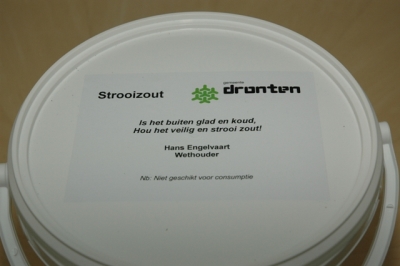 gemeente
Strooizout dronten
Is het buiten glad en koud,
Hou het veilig en strooi zout!
Hans Engelvaart
Wethouder
Nb: Niet geschikt voor consumptie